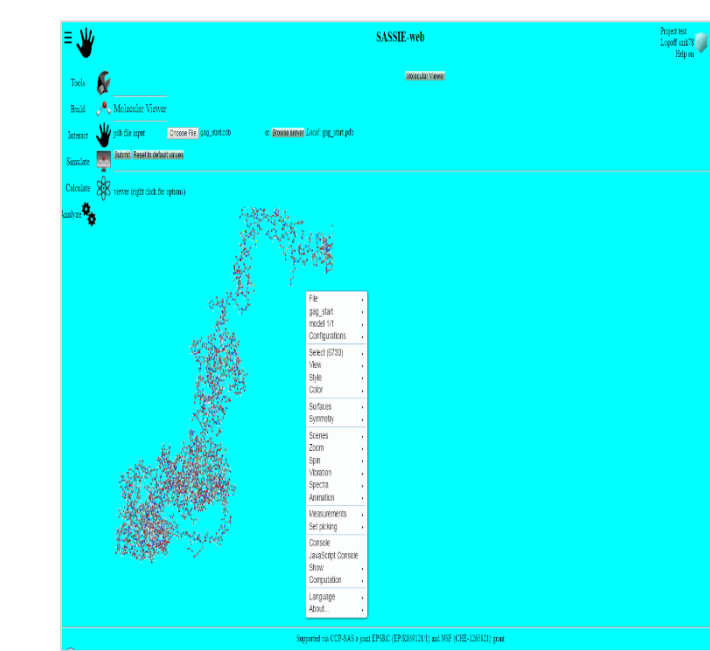 SASSIE-web
Project test
Logoff
Help on
Molecular Viewer
Tools
Build
Molecular Viewer
Interact
pdb file input Choose File gag_start.pdb or Browse server Local: gag_start.pdb
Submit Reset to default values
Simulate
Calculate
viewer (right click for options)
Analyze
File
gag_start
model 1/1
Configurations
Select (6730)
View
Style
Color
Surfaces
Symmetry
Scenes
Zoom
Spin
Vibration
Spectra
Animation
Measurements
Set picking
Console
JavaScript Console
Show
Computation
Language
About...
Supported via CCP-SAS a joint EPSRC (EP/K039121/1) and NSF (CHE-1265821) grant